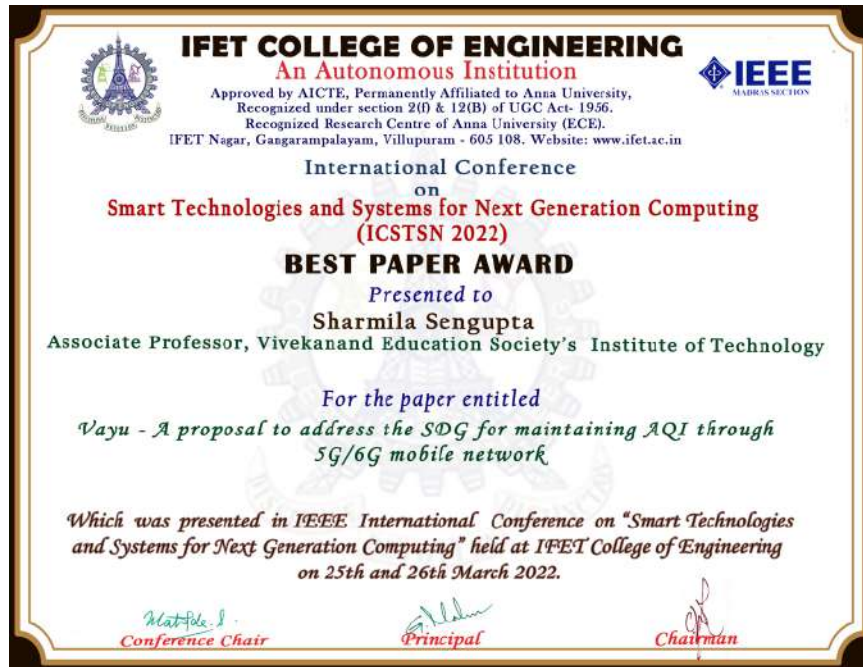 IFET COLLEGE OF ENGINEERING
An Autonomous Institution
Approved by AICTE, Permanently Affiliated to Anna University,
Recognized under section 2(f) & 12(B) of UGC Act- 1956.
Recognized Research Centre of Anna University (ECE).
IFET Nagar, Gangarampalayam, Villupuram - 605 108. Website: www.ifet.ac.in
IEEE
MADRAS SECTION
International Conference
on
Smart Technologies and Systems for Next Generation Computing
(ICSTSN 2022)
BEST PAPER AWARD
Presented to
Sharmila Sengupta
Associate Professor, Vivekanand Education Society's Institute of Technology
For the paper entitled
Vayu - A proposal to address the SDG for maintaining AQI through
5G/6G mobile network
Which was presented in IEEE International Conference on "Smart Technologies
and Systems for Next Generation Computing" held at IFET College of Engineering
on 25th and 26th March 2022.
Conference Chair
Principal
Chairman